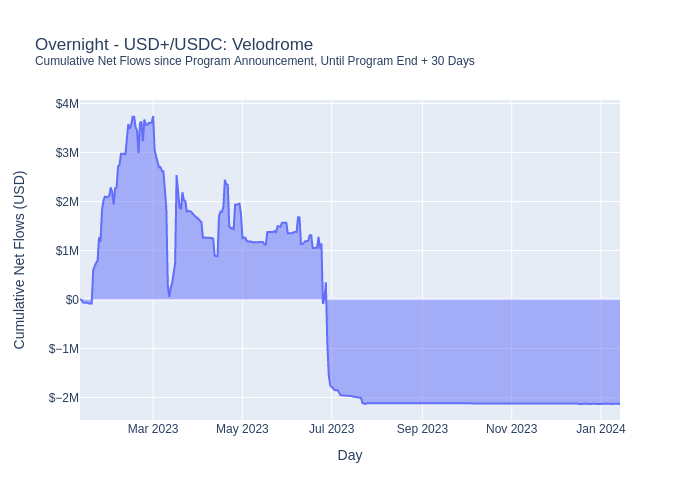 Overnight - USD+/USDC: Velodrome
Cumulative Net Flows since Program Announcement, Until Program End + 30 Days
$4M
$3M
$2M
$1M
$0
$−1M
$−2M
Cumulative Net Flows (USD)
Mar 2023
May 2023
Jul 2023
Sep 2023
Nov 2023
Jan 2024
Day